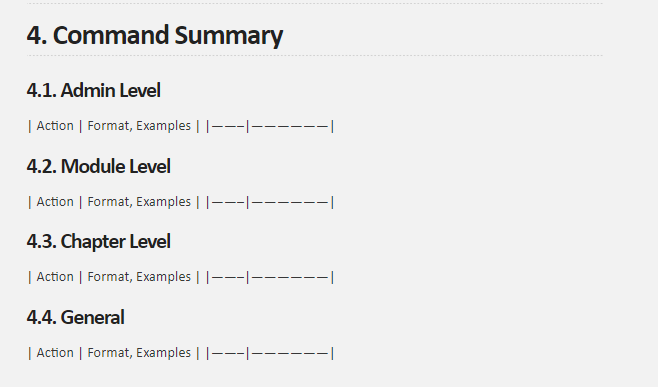 4. Command Summary
4.1. Admin Level
| Action | Format, Examples | |——–|——————|
4.2. Module Level
| Action | Format, Examples | |——–|——————|
4.3. Chapter Level
| Action | Format, Examples | |——–|——————|
4.4. General
| Action | Format, Examples | |——–|——————|